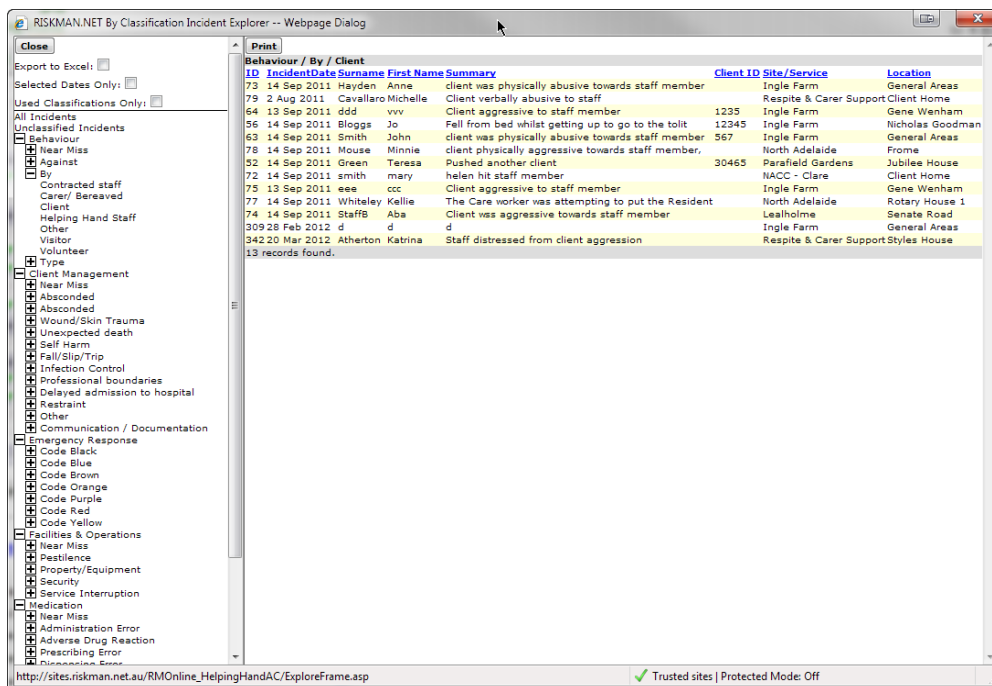 RISKMAN.NET By Classification Incident Explorer -- Webpage Dialog
Close
Export to Excel:
Selected Dates Only:
Used Classifications Only:
All Incidents
Unclassified Incidents
Behaviour
Near Miss
Against
By
Contracted staff
Carer/ Bereaved
Client
Helping Hand Staff
Other
Visitor
Volunteer
Type
Client Management
Near Miss
Absconded
Absconded
Wound/Skin Trauma
Unexpected death
Self Harm
Fall/Slip/Trip
Infection Control
Professional boundaries
Delayed admission to hospital
Restraint
Other
Communication / Documentation
Emergency Response
Code Black
Code Blue
Code Brown
Code Orange
Code Purple
Code Red
Code Yellow
Facilities & Operations
Near Miss
Pestilence
Property/Equipment
Security
Service Interruption
Medication
Near Miss
Administration Error
Adverse Drug Reaction
Prescribing Error
Dispensing Error
Print
Behaviour / By / Client
ID IncidentDate Surname First Name Summary Client ID Site/Service Location
73 14 Sep 2011 Hayden Anne client was physically abusive towards staff member Ingle Farm General Areas
79 2 Aug 2011 Cavallaro Michelle Client verbally abusive to staff Respite & Carer Support Client Home
64 13 Sep 2011 ddd vvv Client aggressive to staff member 1235 Ingle Farm Gene Wenham
56 14 Sep 2011 Bloggs Jo Fell from bed whilst getting up to go to the tolit 12345 Ingle Farm Nicholas Goodman
63 14 Sep 2011 Smith John client was physically abusive towards staff member 567 Ingle Farm General Areas
78 14 Sep 2011 Mouse Minnie client physically aggressive towards staff member, North Adelaide Frome
52 14 Sep 2011 Green Teresa Pushed another client 30465 Parafield Gardens Jubilee House
72 14 Sep 2011 smith mary helen hit staff member NACC - Clare Client Home
75 13 Sep 2011 eee ccc Client aggressive to staff member Ingle Farm Gene Wenham
77 14 Sep 2011 Whiteley Kellie The Care worker was attempting to put the Resident North Adelaide Rotary House 1
74 14 Sep 2011 StaffB Aba Client was aggressive towards staff member Lealholme Senate Road
309 28 Feb 2012 d d d Ingle Farm General Areas
342 20 Mar 2012 Atherton Katrina Staff distressed from client aggression Respite & Carer Support Styles House
13 records found.
http://sites.riskman.net.au/RMOnline_HelpingHandAC/ExploreFrame.asp
Trusted sites | Protected Mode: Off